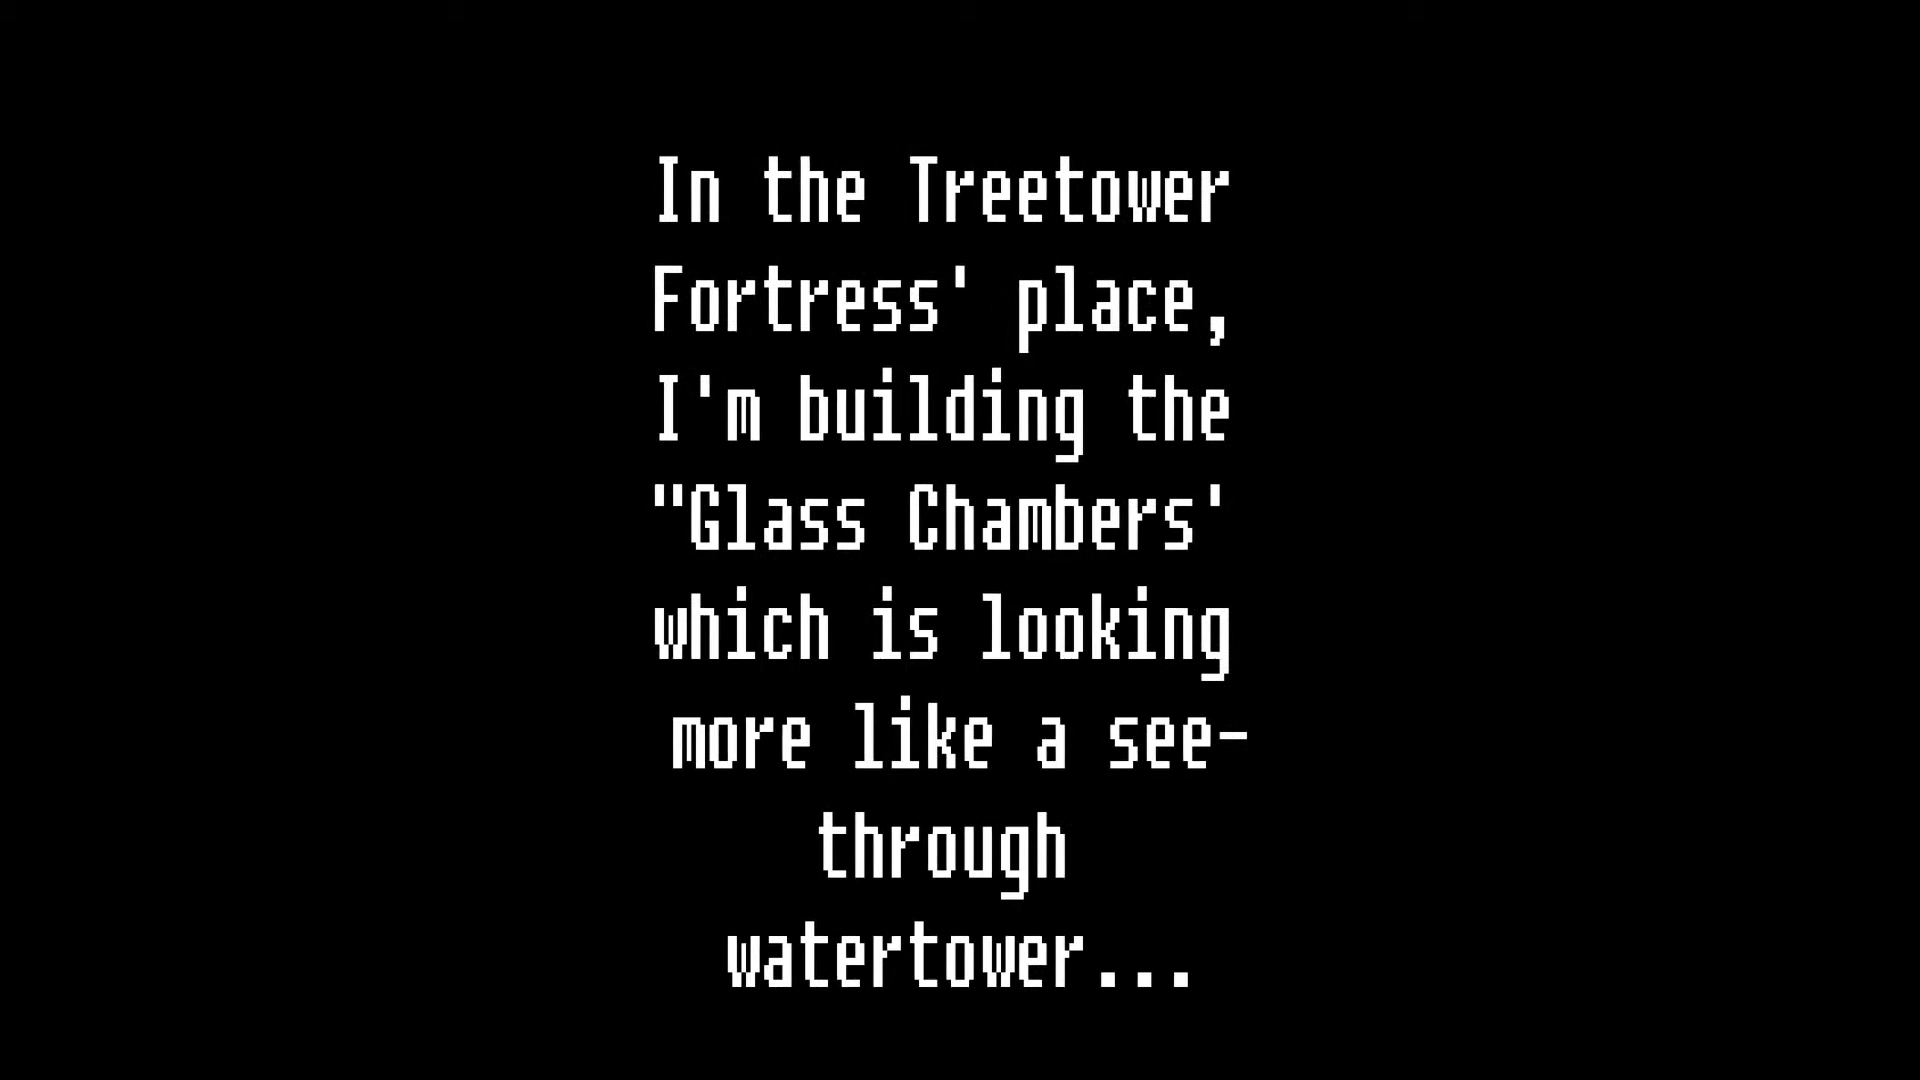 In the Treetower
Fortress' place,
I'm building the
"Glass Chambers'
which is looking
more like a see-
through
watertower...